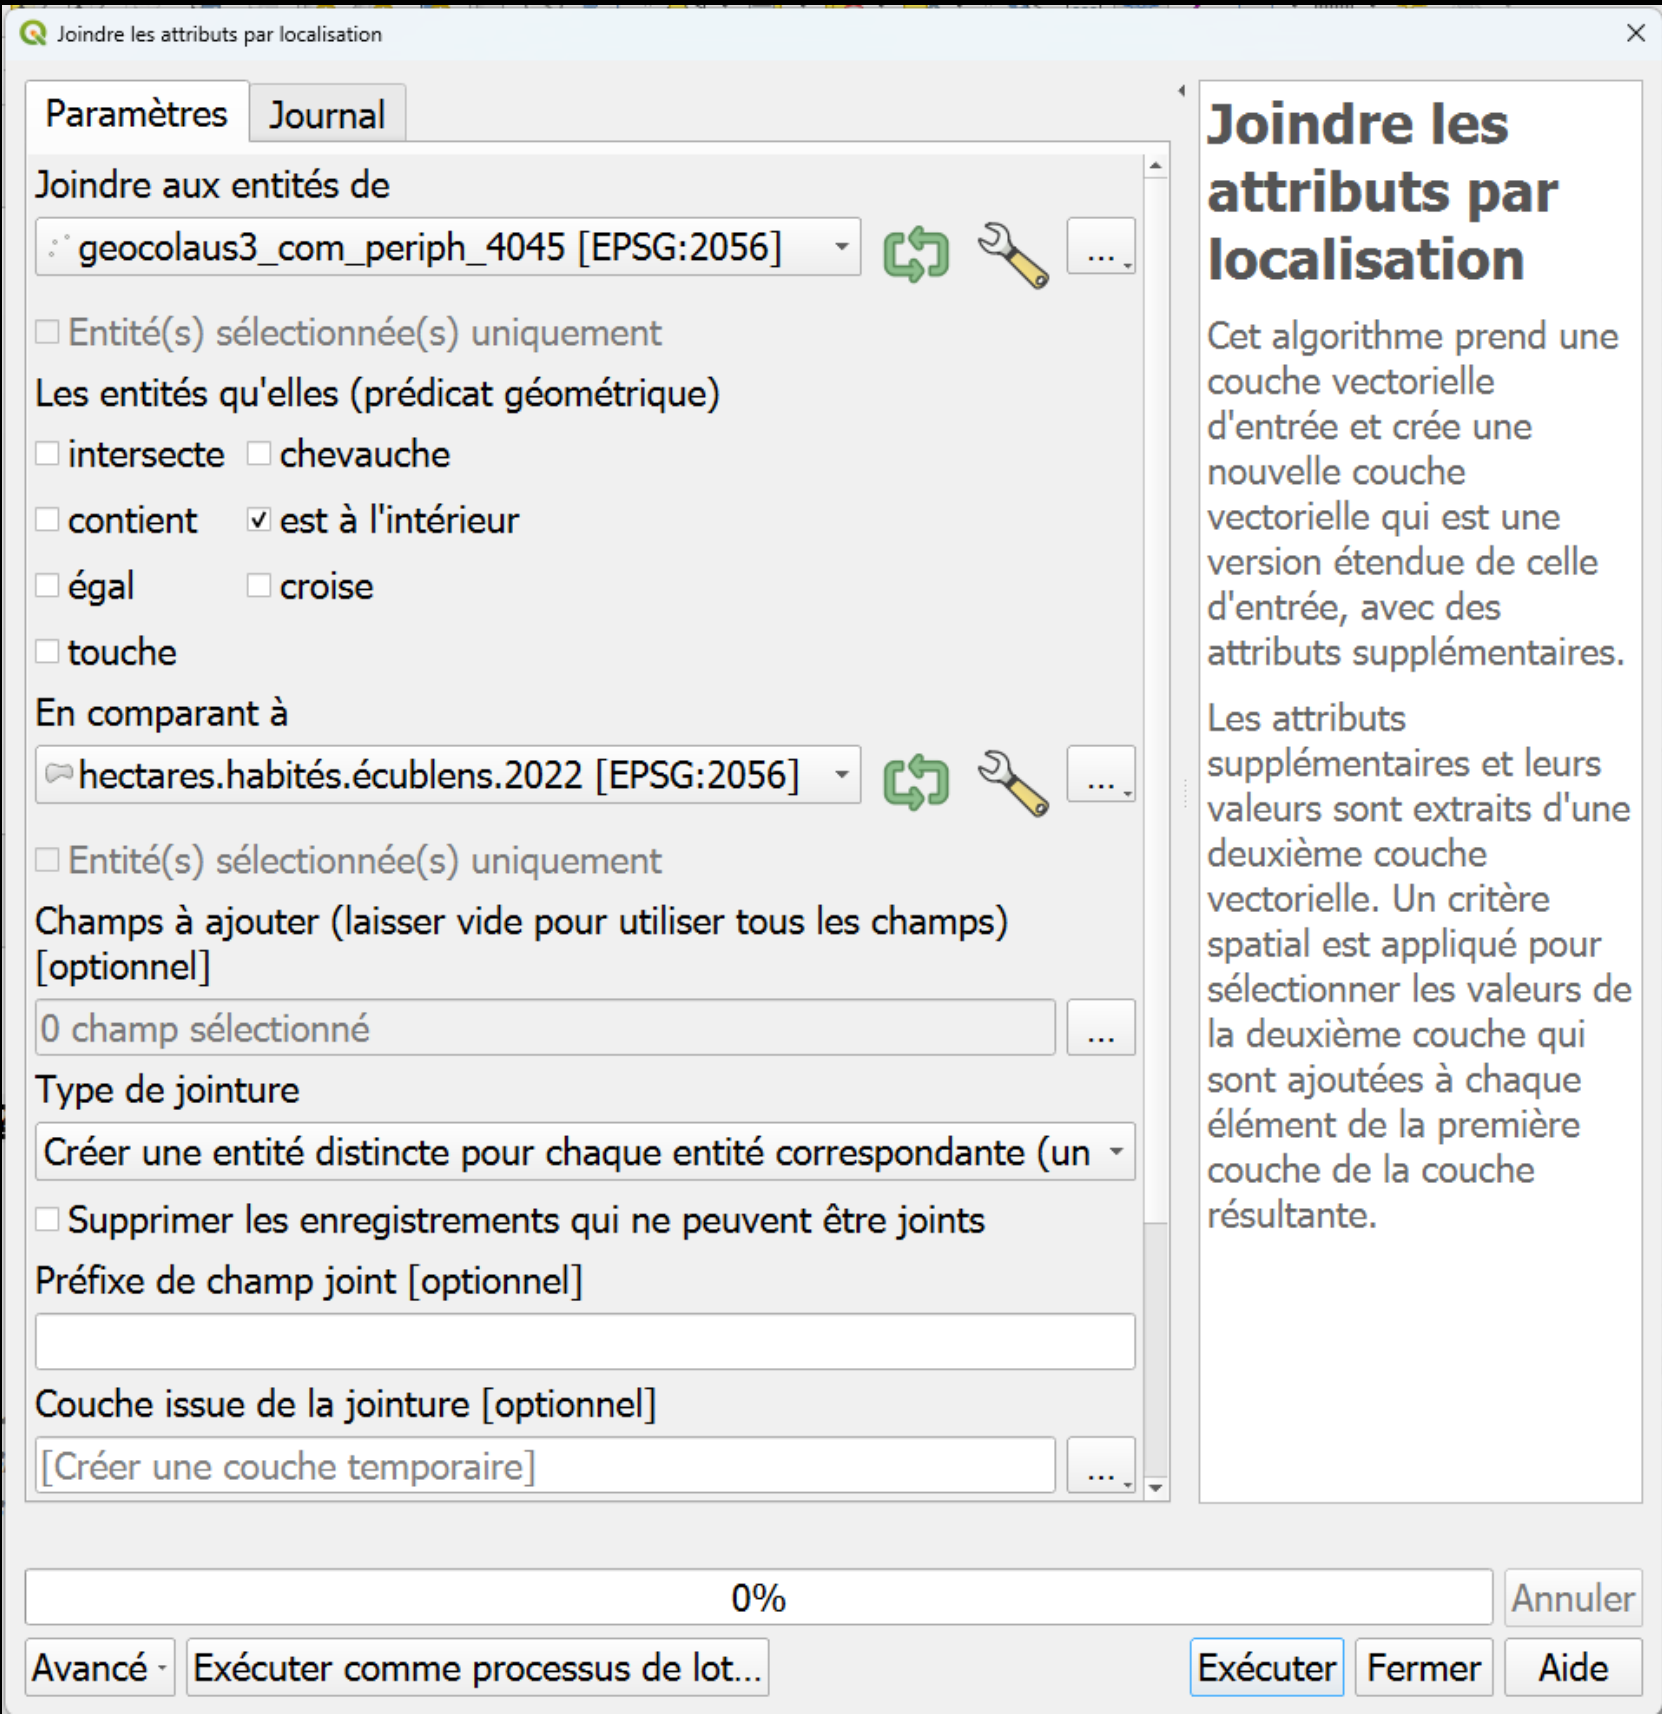 Joindre les attributs par localisation
Paramètres
Journal
Joindre aux entités de
geocolaus3_com_periph_4045 [EPSG:2056]
...
Entité(s) sélectionnée(s) uniquement
Les entités qu'elles (prédicat géométrique)
intersecte
chevauche
contient
est à l'intérieur
égal
croise
touche
En comparant à
hectares.habités.écublens.2022 [EPSG:2056]
...
Entité(s) sélectionnée(s) uniquement
Champs à ajouter (laisser vide pour utiliser tous les champs)
[optionnel]
0 champ sélectionné
...
Type de jointure
Créer une entité distincte pour chaque entité correspondante (un
Supprimer les enregistrements qui ne peuvent être joints
Préfixe de champ joint [optionnel]
Couche issue de la jointure [optionnel]
[Créer une couche temporaire]
...
Joindre les
attributs par
localisation
Cet algorithme prend une
couche vectorielle
d'entrée et crée une
nouvelle couche
vectorielle qui est une
version étendue de celle
d'entrée, avec des
attributs supplémentaires.
Les attributs
supplémentaires et leurs
valeurs sont extraits d'une
deuxième couche
vectorielle. Un critère
spatial est appliqué pour
sélectionner les valeurs de
la deuxième couche qui
sont ajoutées à chaque
élément de la première
couche de la couche
résultante.
0%
Annuler
Avancé
Exécuter comme processus de lot...
Exécuter
Fermer
Aide